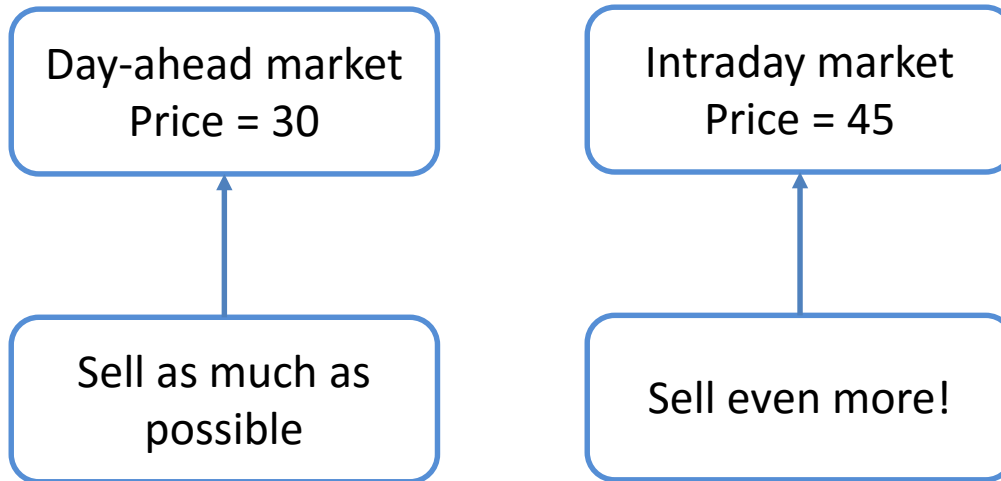 Day-ahead market
Price = 30
Intraday market
Price = 45
Sell as much as
possible
Sell even more!